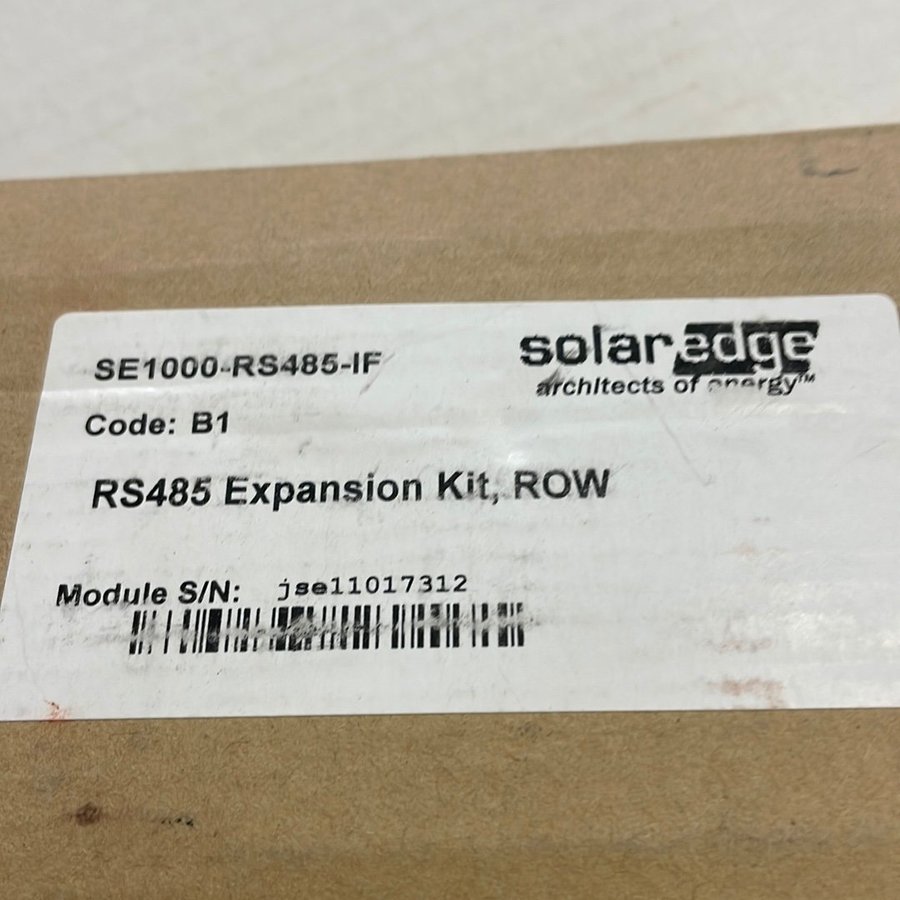 SE1000-RS485-IF
solaredge
architects of energy™
Code: B1
RS485 Expansion Kit, ROW
Module S/N: jse11017312